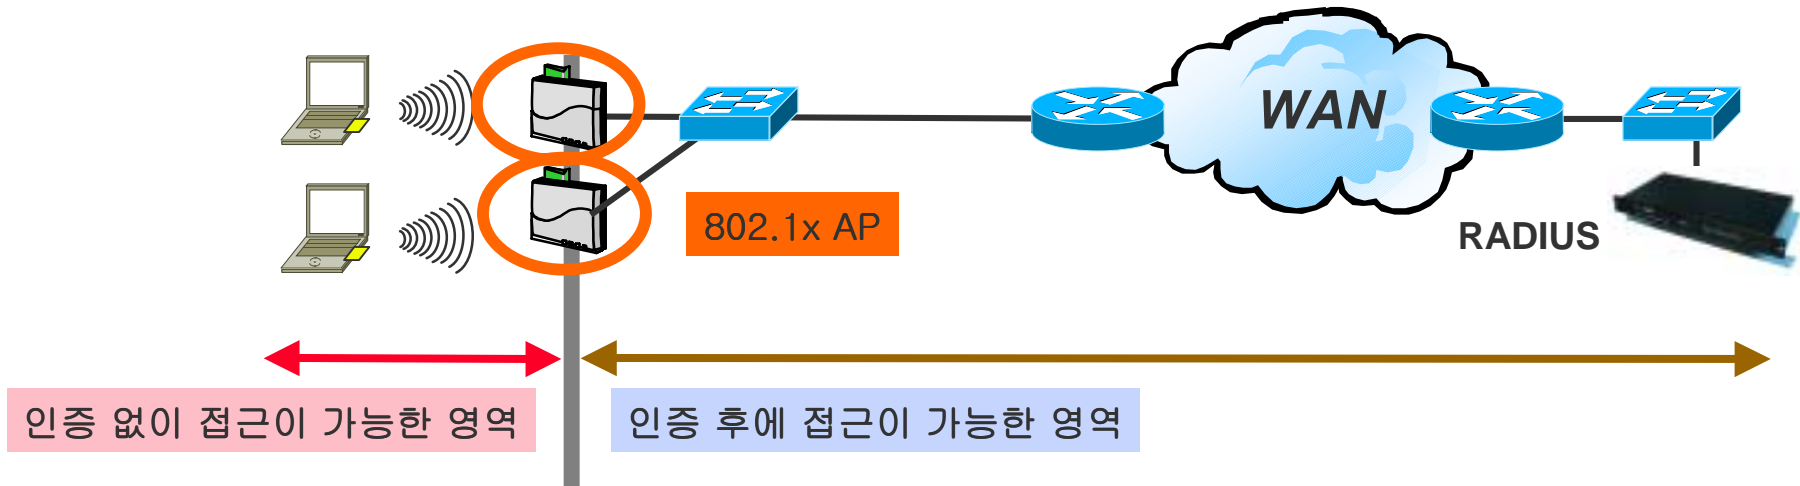 WAN
802.1x AP
RADIUS
인증 없이 접근이 가능한 영역
인증 후에 접근이 가능한 영역